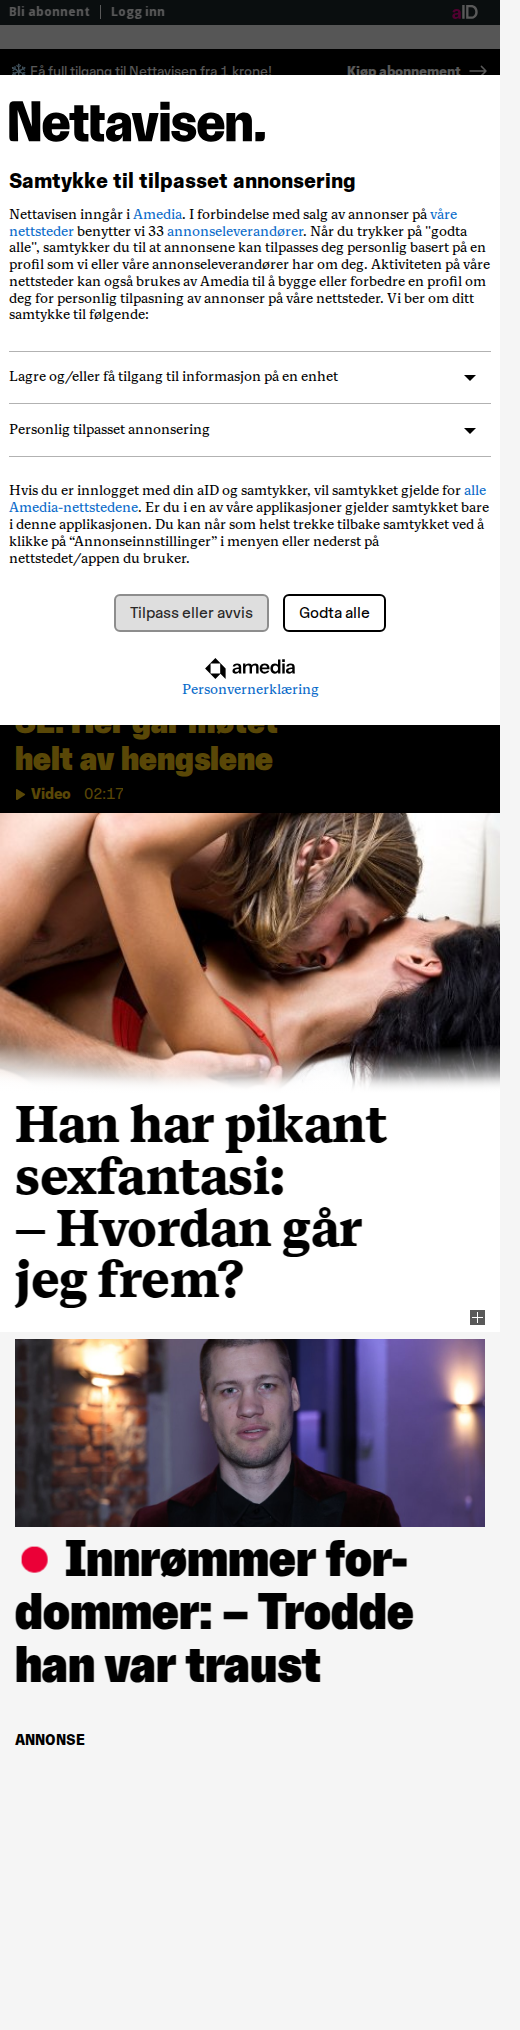 Bli abonnent | Logg inn aID
Få full tilgang til Nettavisen fra 1 krone! Kjøp abonnement
Nettavisen.
Samtykke til tilpasset annonsering
Nettavisen inngår i Amedia. I forbindelse med salg av annonser på våre
nettsteder benytter vi 33 annonseleverandører. Når du trykker på "godta
alle", samtykker du til at annonsene kan tilpasses deg personlig basert på en
profil som vi eller våre annonseleverandører har om deg. Aktiviteten på våre
nettsteder kan også brukes av Amedia til å bygge eller forbedre en profil om
deg for personlig tilpasning av annonser på våre nettsteder. Vi ber om ditt
samtykke til følgende:
Lagre og/eller få tilgang til informasjon på en enhet
Personlig tilpasset annonsering
Hvis du er innlogget med din aID og samtykker, vil samtykket gjelde for alle
Amedia-nettstedene. Er du i en av våre applikasjoner gjelder samtykket bare
i denne applikasjonen. Du kan når som helst trekke tilbake samtykket ved å
klikke på “Annonseinnstillinger” i menyen eller nederst på
nettstedet/appen du bruker.
Tilpass eller avvis Godta alle
amedia
Personvernerklæring
helt av hengslene
Video 02:17
Han har pikant
sexfantasi:
– Hvordan går
jeg frem?
Innrømmer for-
dommer: – Trodde
han var traust
ANNONSE